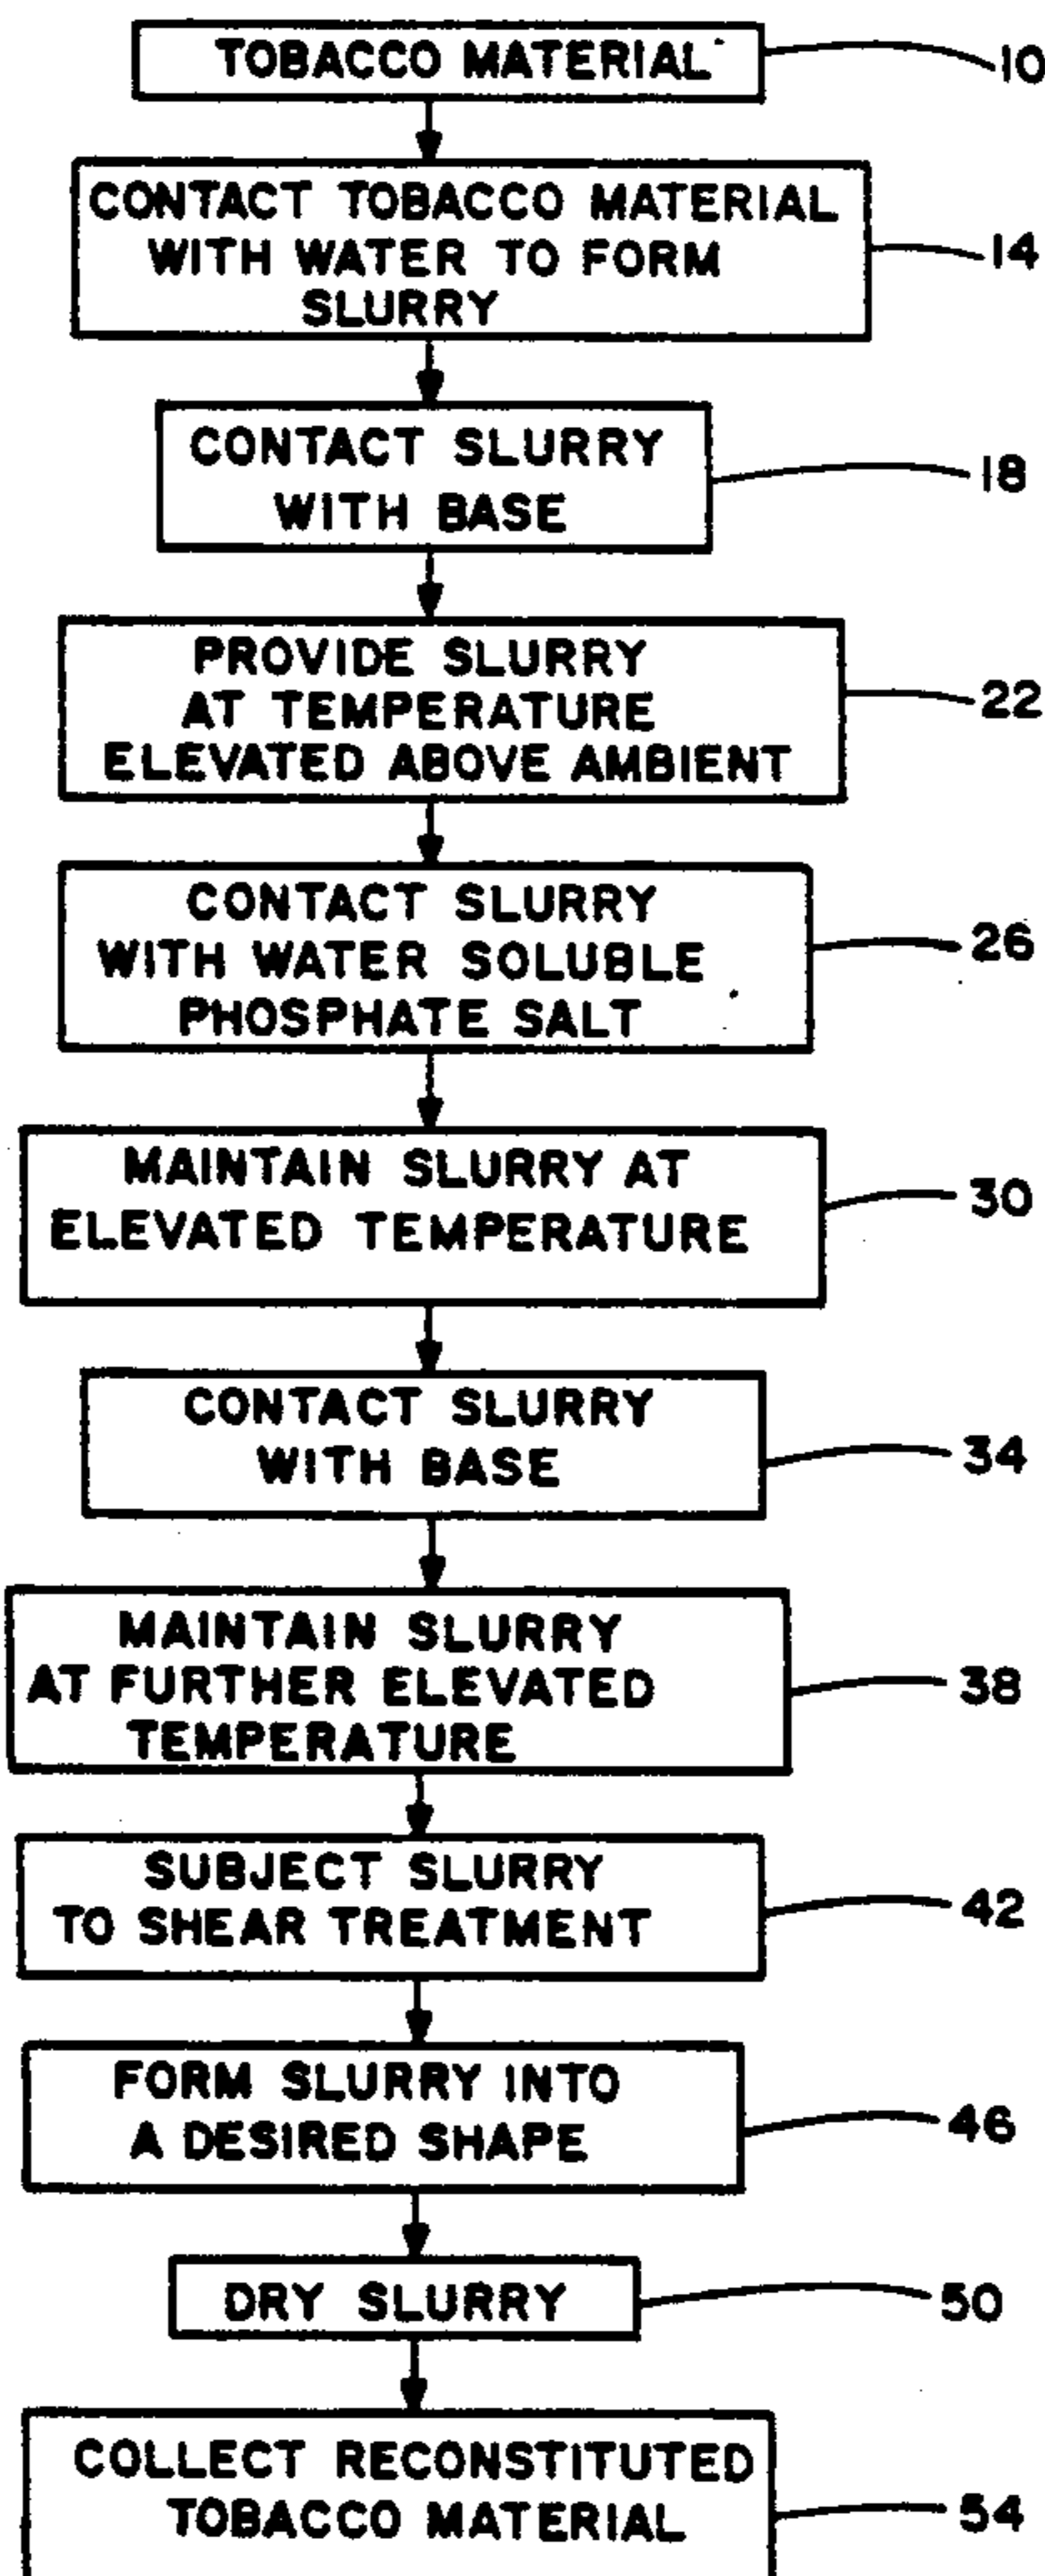 TOBACCO MATERIAL
10
CONTACT TOBACCO MATERIAL
WITH WATER TO FORM
SLURRY
14
CONTACT SLURRY
WITH BASE
18
PROVIDE SLURRY
AT TEMPERATURE
ELEVATED ABOVE AMBIENT
22
CONTACT SLURRY
WITH WATER SOLUBLE
PHOSPHATE SALT
26
MAINTAIN SLURRY AT
ELEVATED TEMPERATURE
30
CONTACT SLURRY
WITH BASE
34
MAINTAIN SLURRY
AT FURTHER ELEVATED
TEMPERATURE
38
SUBJECT SLURRY
TO SHEAR TREATMENT
42
FORM SLURRY INTO
A DESIRED SHAPE
46
DRY SLURRY
50
COLLECT RECONSTITUTED
TOBACCO MATERIAL
54